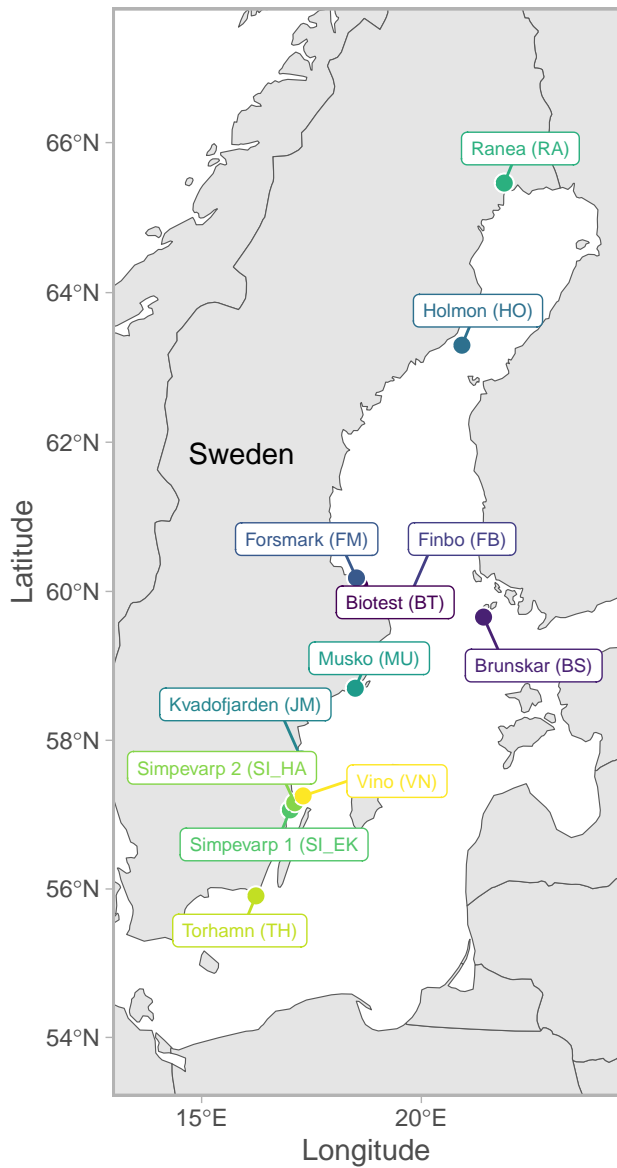 66°N
Ranea (RA)
64°N
Holmon (HO)
62°N
Sweden
Forsmark (FM)
Finbo (FB)
60°N
Biotest (BT)
Brunskar (BS)
Musko (MU)
Kvadofjarden (JM)
58°N
Simpevarp 2 (SI_HA
Vino (VN)
Simpevarp 1 (SI_EK
56°N
Torhamn (TH)
54°N
15°E
20°E
Longitude
Latitude